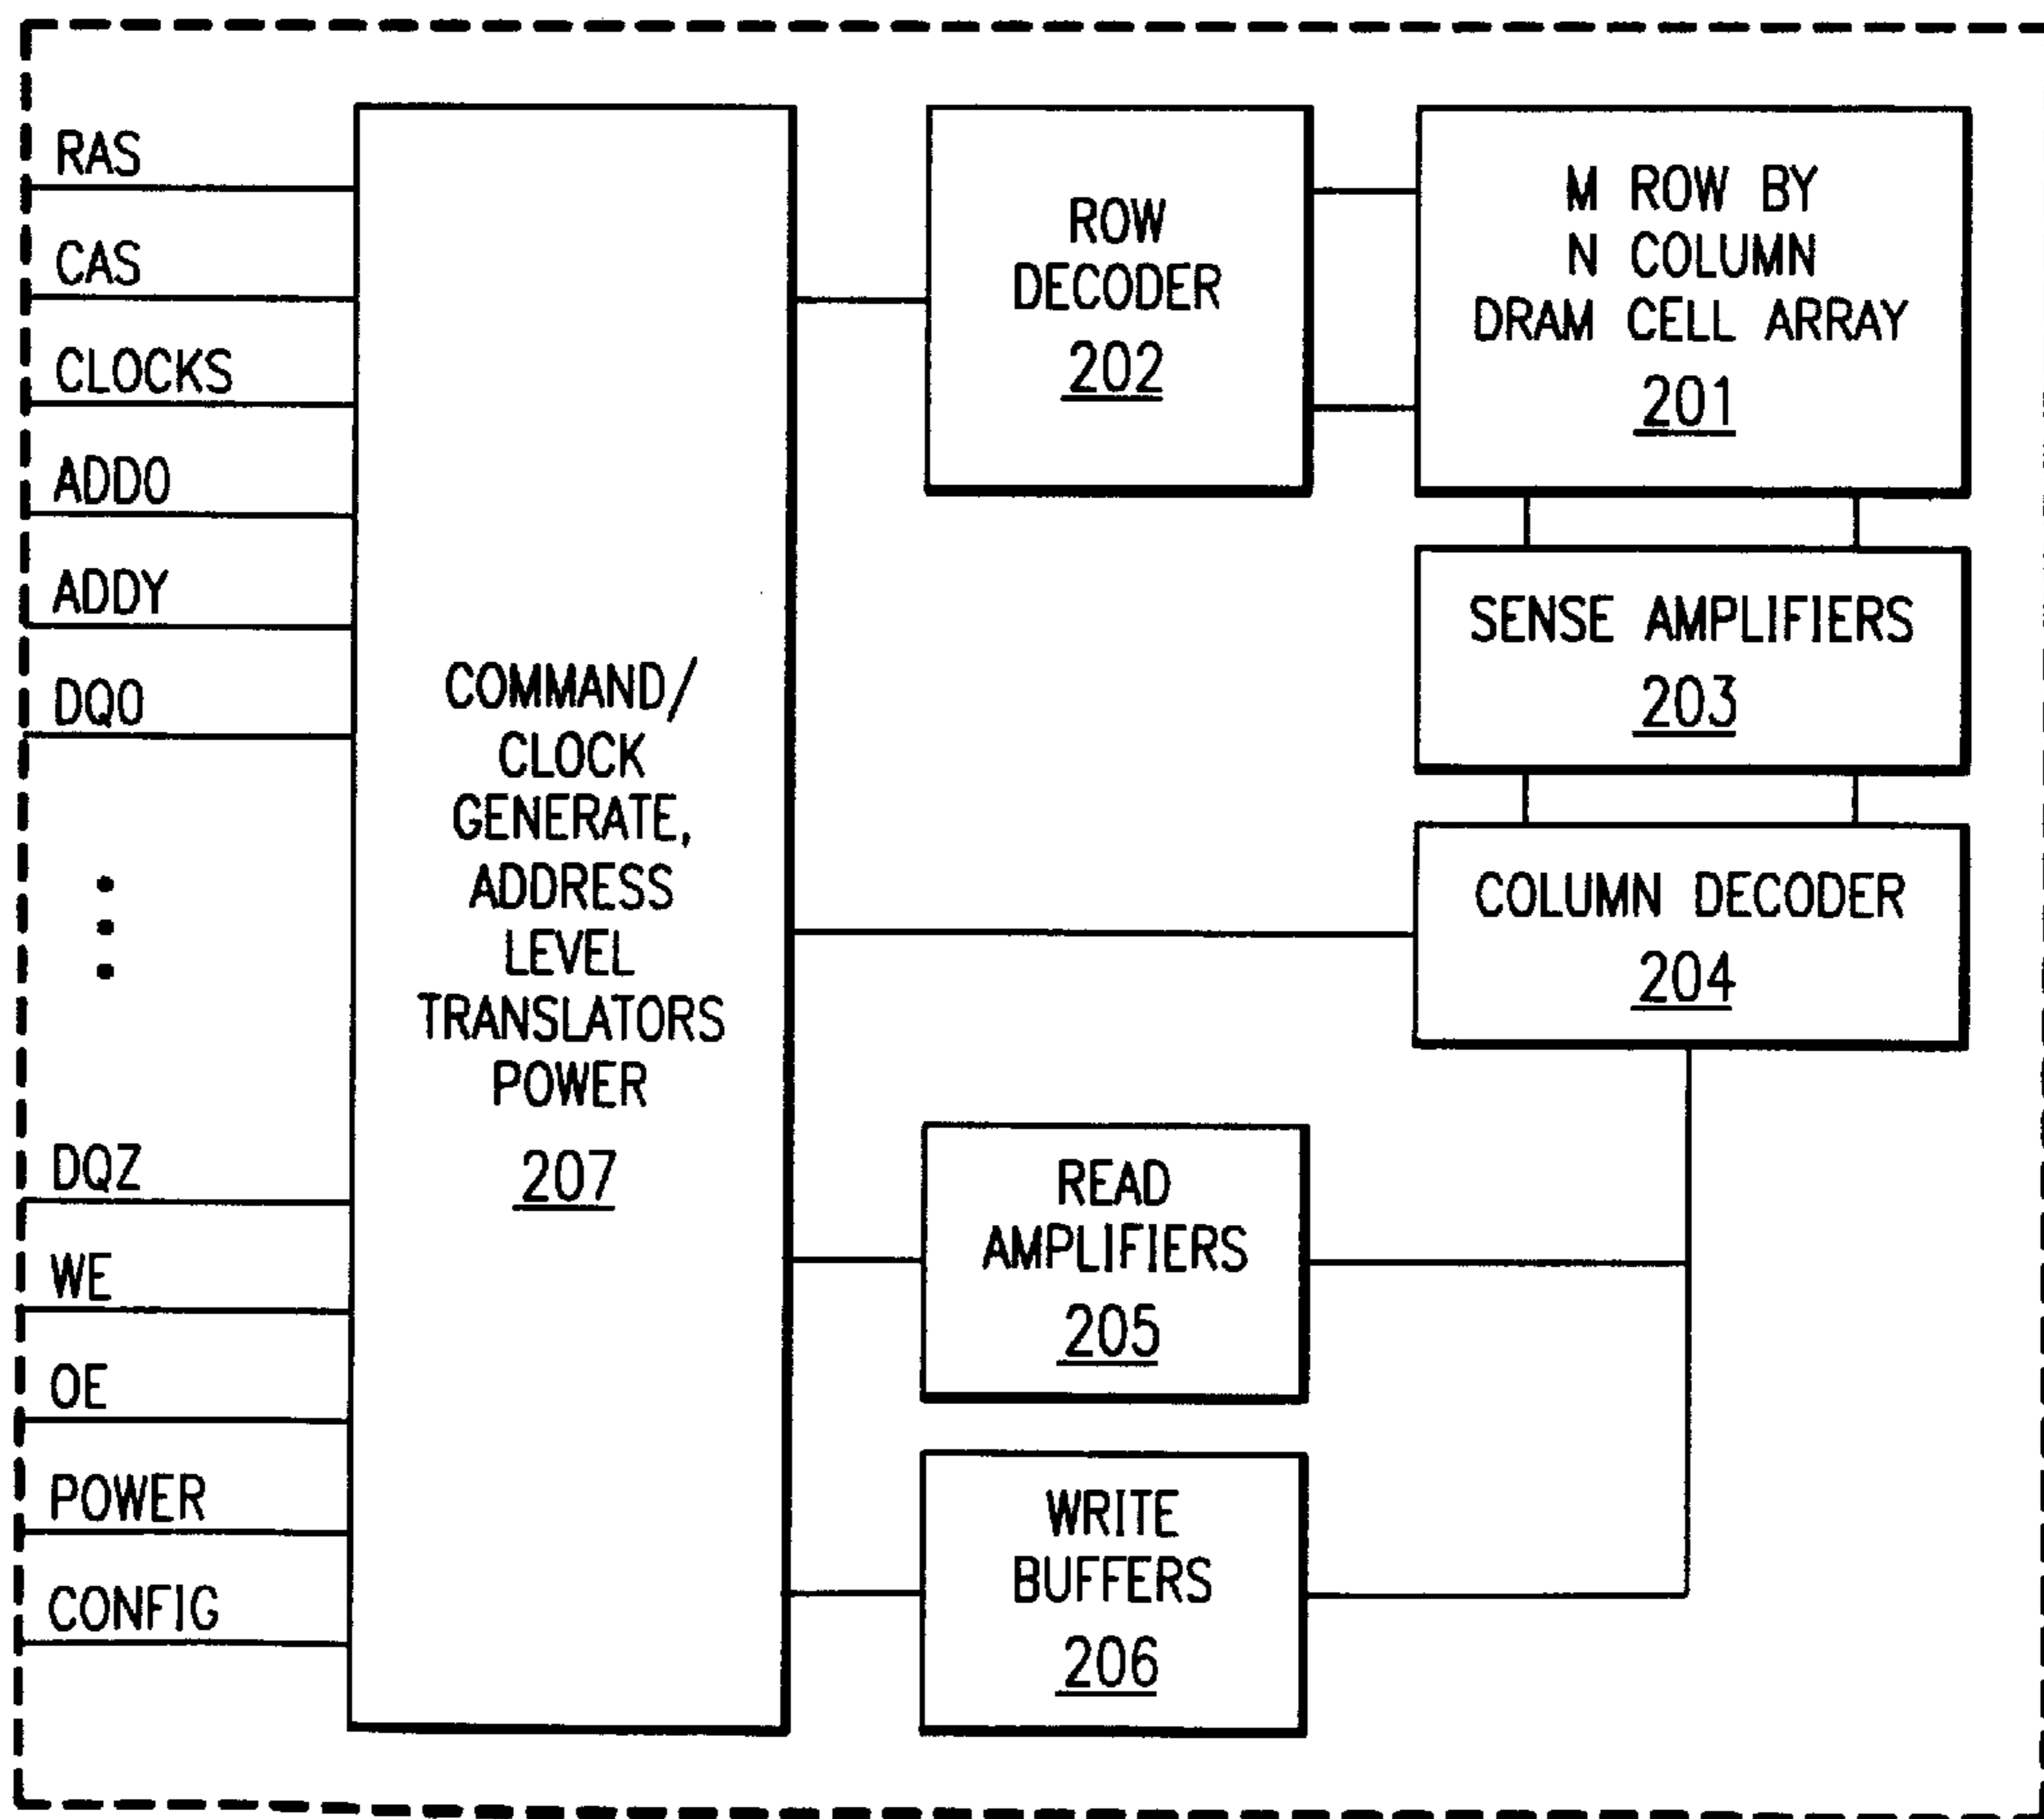 RAS
CAS
CLOCKS
ADD0
ADDY
DQ0
DQZ
WE
OE
POWER
CONFIG
COMMAND/
CLOCK
GENERATE,
ADDRESS
LEVEL
TRANSLATORS
POWER
207
ROW
DECODER
202
M ROW BY
N COLUMN
DRAM CELL ARRAY
201
SENSE AMPLIFIERS
203
COLUMN DECODER
204
READ
AMPLIFIERS
205
WRITE
BUFFERS
206